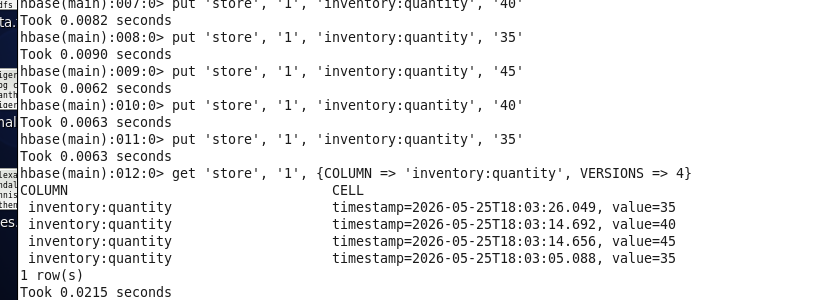 hbase(main):007:0> put 'store', '1', 'inventory:quantity', '40'
Took 0.0082 seconds
hbase(main):008:0> put 'store', '1', 'inventory:quantity', '35'
Took 0.0090 seconds
hbase(main):009:0> put 'store', '1', 'inventory:quantity', '45'
Took 0.0062 seconds
hbase(main):010:0> put 'store', '1', 'inventory:quantity', '40'
Took 0.0063 seconds
hbase(main):011:0> put 'store', '1', 'inventory:quantity', '35'
Took 0.0063 seconds
hbase(main):012:0> get 'store', '1', {COLUMN => 'inventory:quantity', VERSIONS => 4}
COLUMN CELL
inventory:quantity timestamp=2026-05-25T18:03:26.049, value=35
inventory:quantity timestamp=2026-05-25T18:03:14.692, value=40
inventory:quantity timestamp=2026-05-25T18:03:14.656, value=45
inventory:quantity timestamp=2026-05-25T18:03:05.088, value=35
1 row(s)
Took 0.0215 seconds